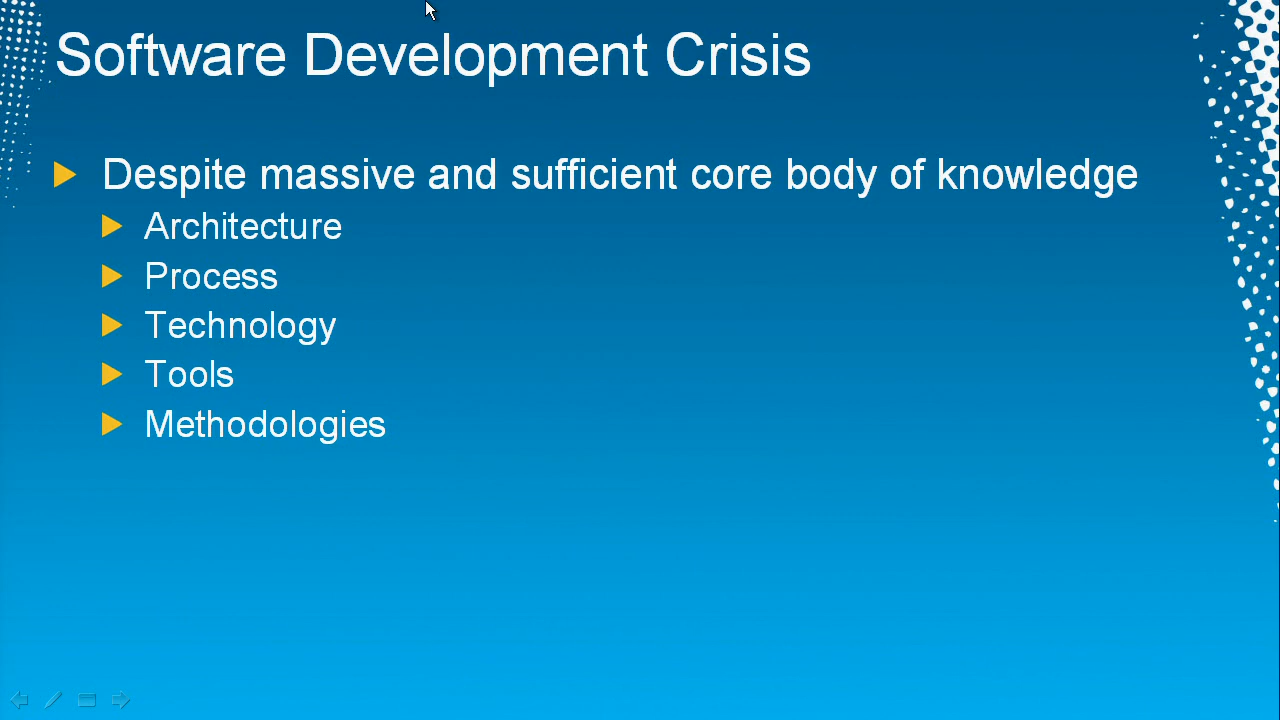 Software Development Crisis
Despite massive and sufficient core body of knowledge
Architecture
Process
Technology
Tools
Methodologies